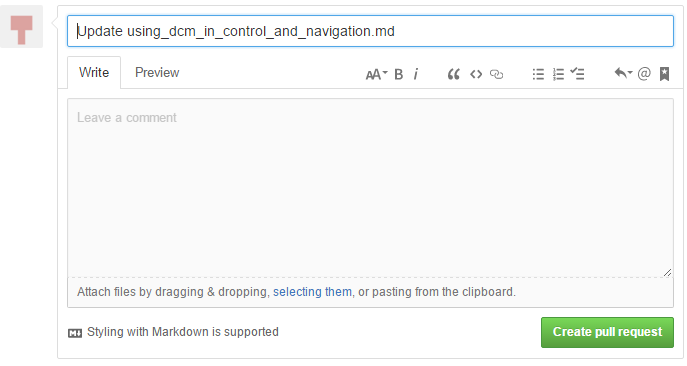 Update using_dcm_in_control_and_navigation.md
Write Preview AA B i
Leave a comment
Attach files by dragging & dropping, selecting them, or pasting from the clipboard.
Styling with Markdown is supported Create pull request